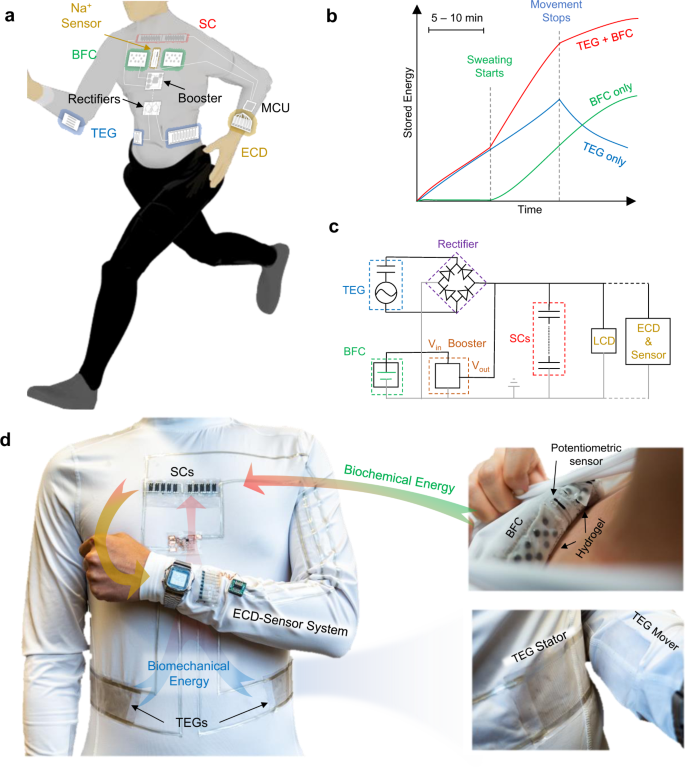 a
Na⁺
Sensor
SC
BFC
Rectifiers
Booster
MCU
TEG
ECD
b
5 – 10 min
Movement
Stops
Sweating
Starts
TEG + BFC
BFC only
TEG only
Stored Energy
Time
c
Rectifier
TEG
BFC
Vin Booster
Vout
SCs
LCD
ECD
&
Sensor
d
SCs
Biochemical Energy
ECD-Sensor System
Biomechanical
Energy
TEGs
Potentiometric
sensor
BFC
Hydrogel
TEG Stator
TEG Mover